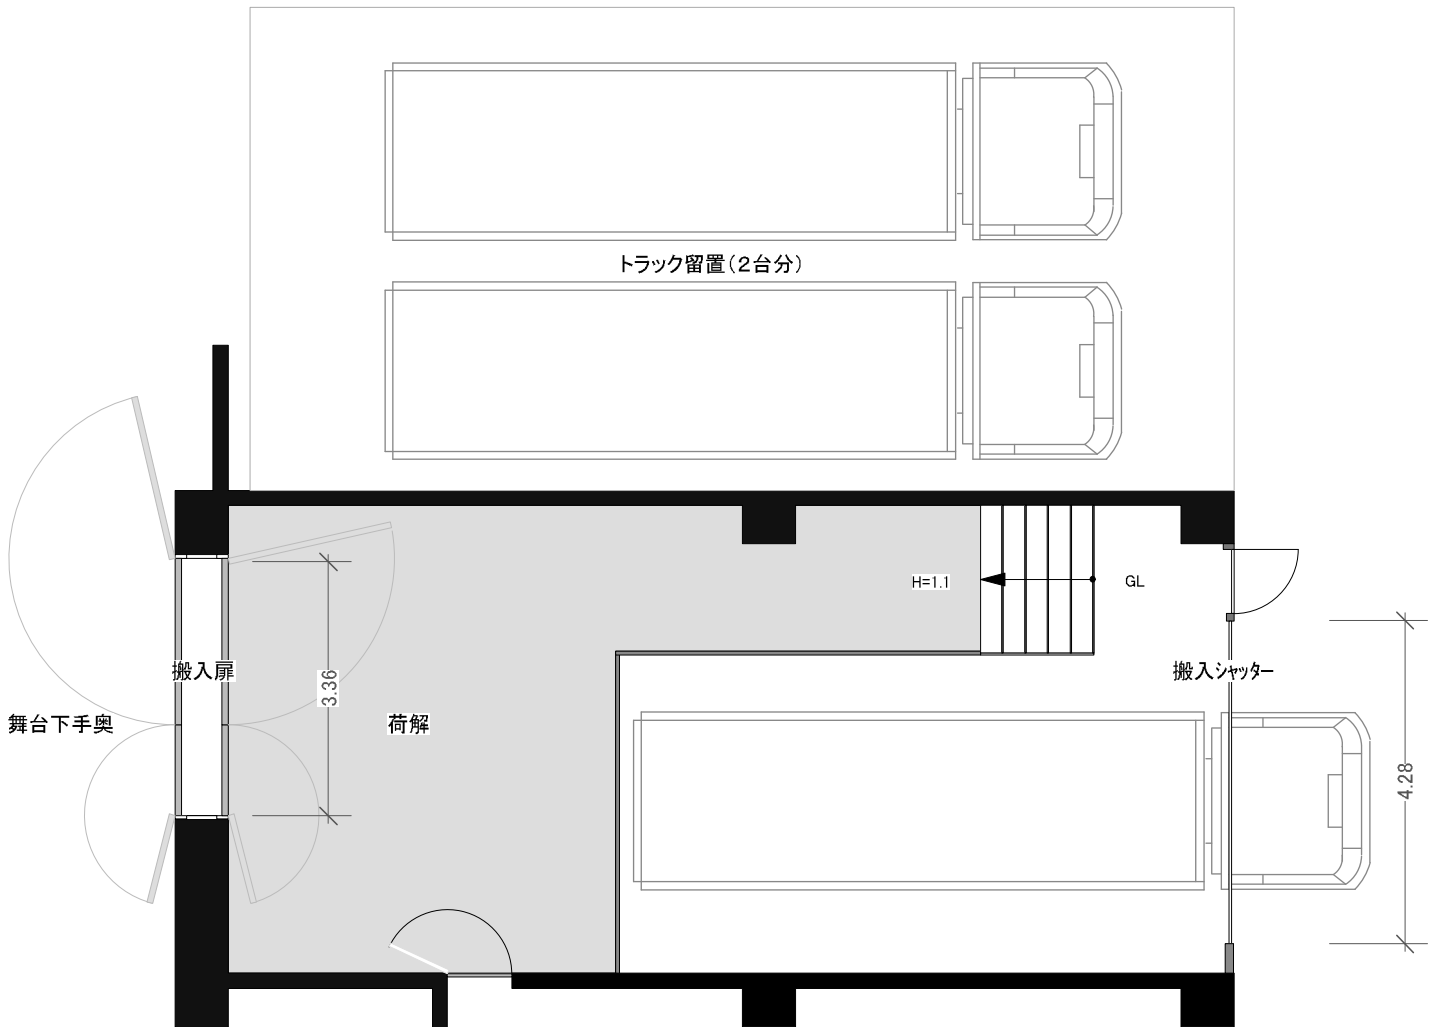 トラック留置(2台分)
H=1.1
GL
搬入扉
3.36
搬入シャッター
舞台下手奥
荷解
4.28